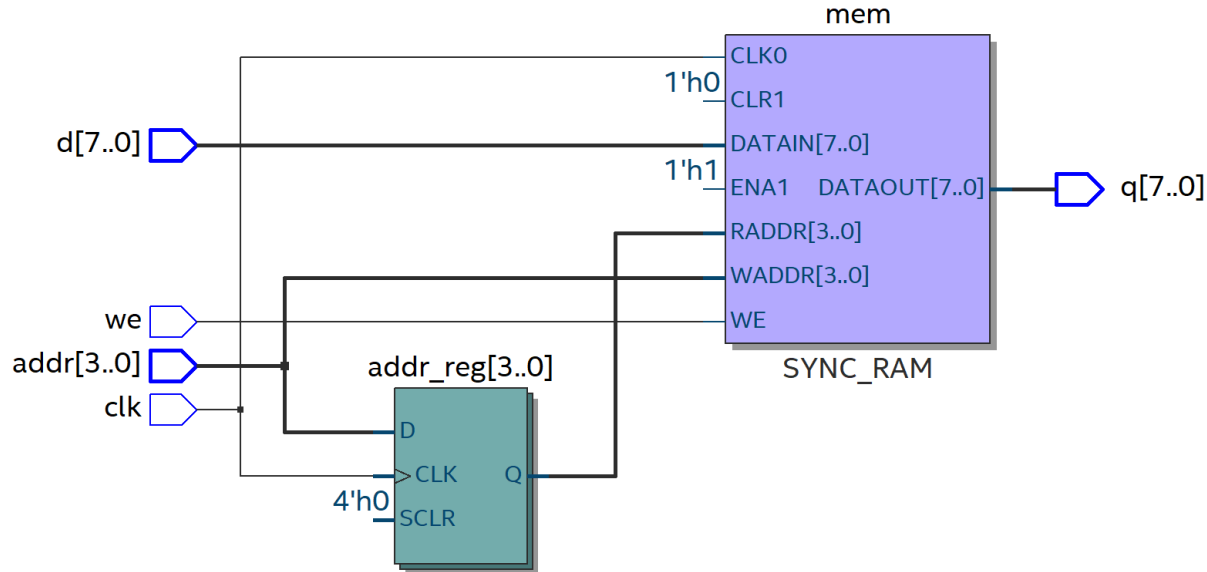 mem
CLK0
1'h0
CLR1
d[7..0]
DATAIN[7..0]
1'h1
ENA1 DATAOUT[7..0]
q[7..0]
RADDR[3..0]
WADDR[3..0]
we
WE
addr[3..0]
addr_reg[3..0]
SYNC_RAM
clk
D
CLK Q
4'h0
SCLR